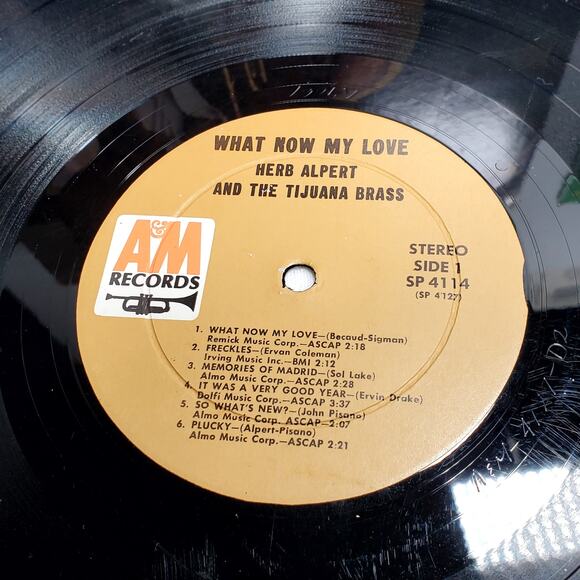 WHAT NOW MY LOVE
HERB ALPERT
AND THE TIJUANA BRASS
A&M
RECORDS
STEREO
SIDE 1
SP 4114
(SP 4127)
1. WHAT NOW MY LOVE—(Becaud-Sigman)
Remick Music Corp.—ASCAP 2:18
2. FRECKLES—(Ervan Coleman)
Irving Music Inc.—BMI 2:12
3. MEMORIES OF MADRID—(Sol Lake)
Almo Music Corp.—ASCAP 2:28
4. IT WAS A VERY GOOD YEAR—(Ervin Drake)
Dolfi Music Corp.—ASCAP 3:37
5. SO WHAT'S NEW?—(John Pisano)
Almo Music Corp.—ASCAP—2:07
6. PLUCKY—(Alpert-Pisano)
Almo Music Corp.—ASCAP 2:21